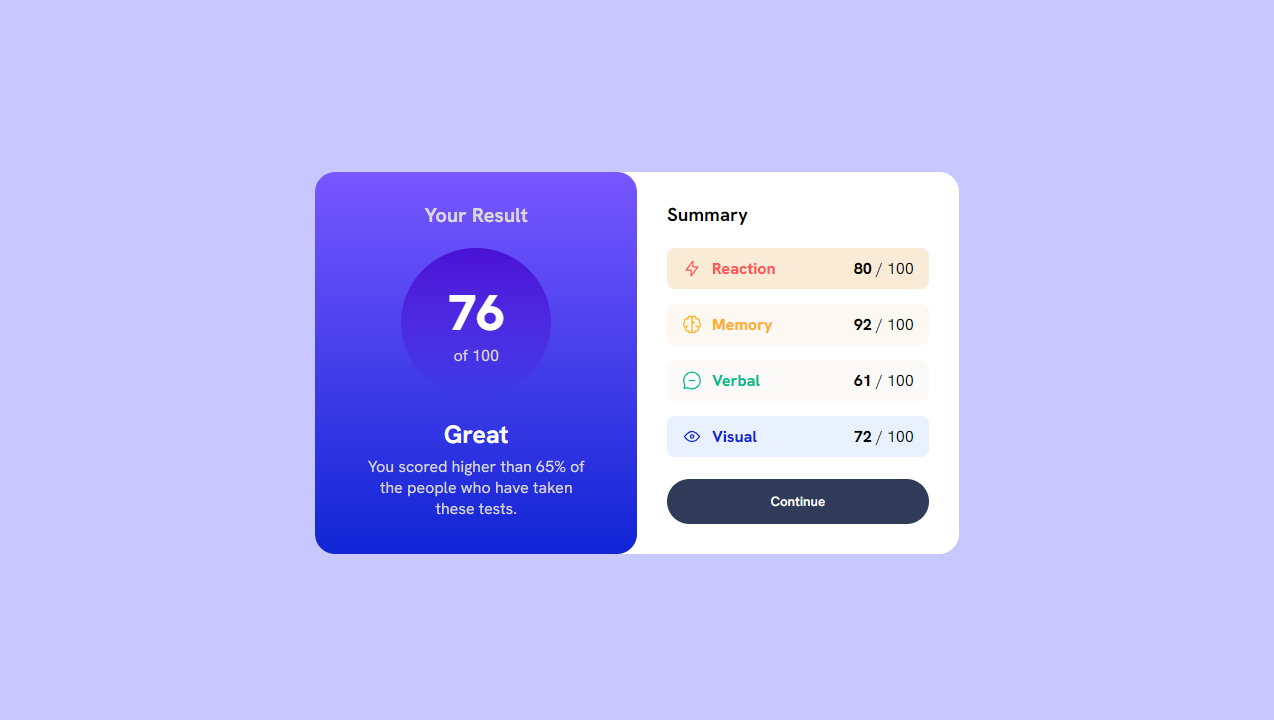 Your Result
76
of 100
Great
You scored higher than 65% of
the people who have taken
these tests.
Summary
Reaction 80 / 100
Memory 92 / 100
Verbal 61 / 100
Visual 72 / 100
Continue